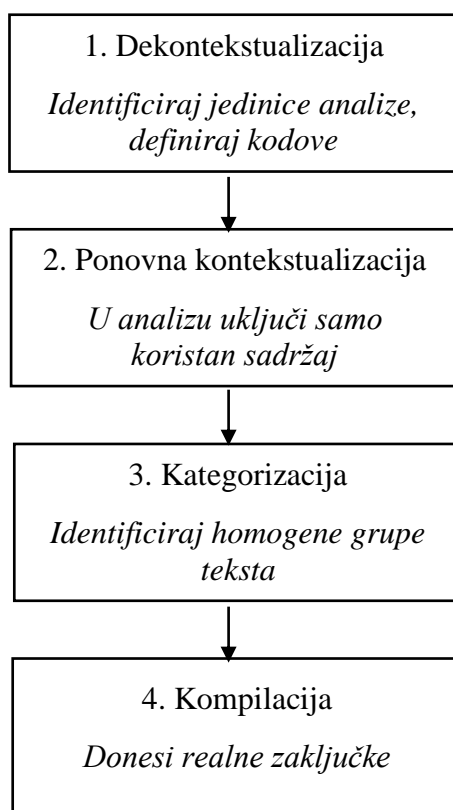 1. Dekontekstualizacija
Identificiraj jedinice analize,
definiraj kodove
2. Ponovna kontekstualizacija
U analizu uključi samo
koristan sadržaj
3. Kategorizacija
Identificiraj homogene grupe
teksta
4. Kompilacija
Donesi realne zaključke